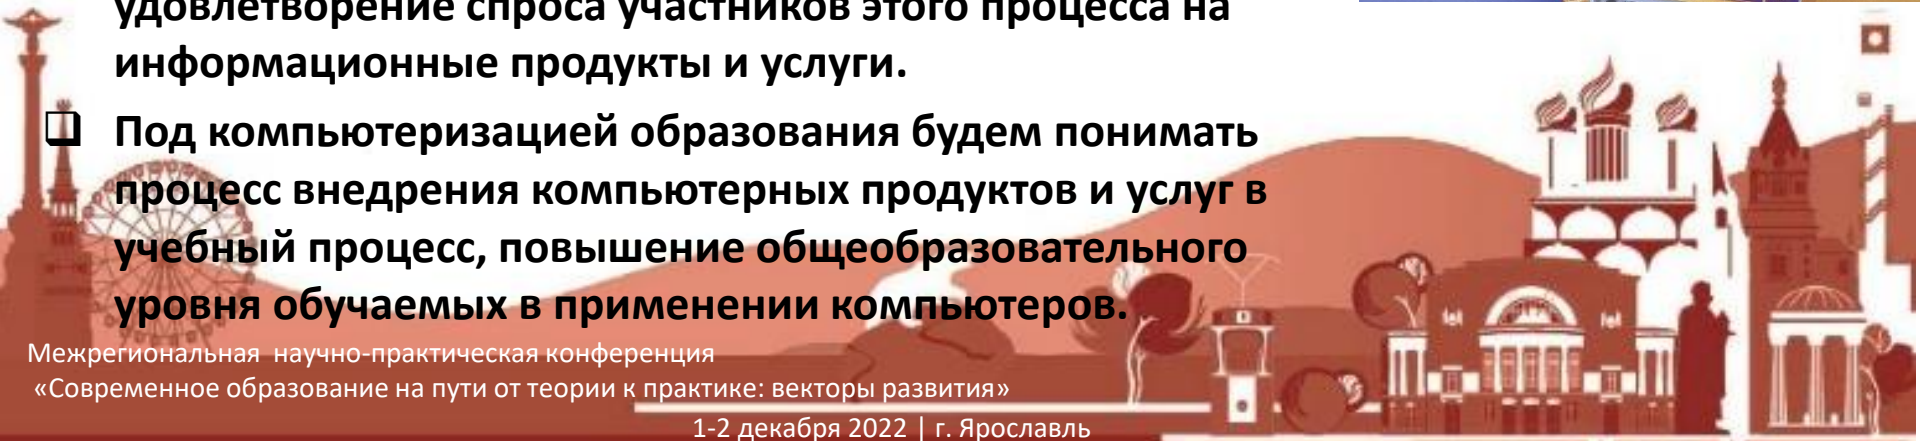 удовлетворение спроса участников этого процесса на
информационные продукты и услуги.
Под компьютеризацией образования будем понимать
процесс внедрения компьютерных продуктов и услуг в
учебный процесс, повышение общеобразовательного
уровня обучаемых в применении компьютеров.
Межрегиональная научно-практическая конференция
«Современное образование на пути от теории к практике: векторы развития»
1-2 декабря 2022 | г. Ярославль